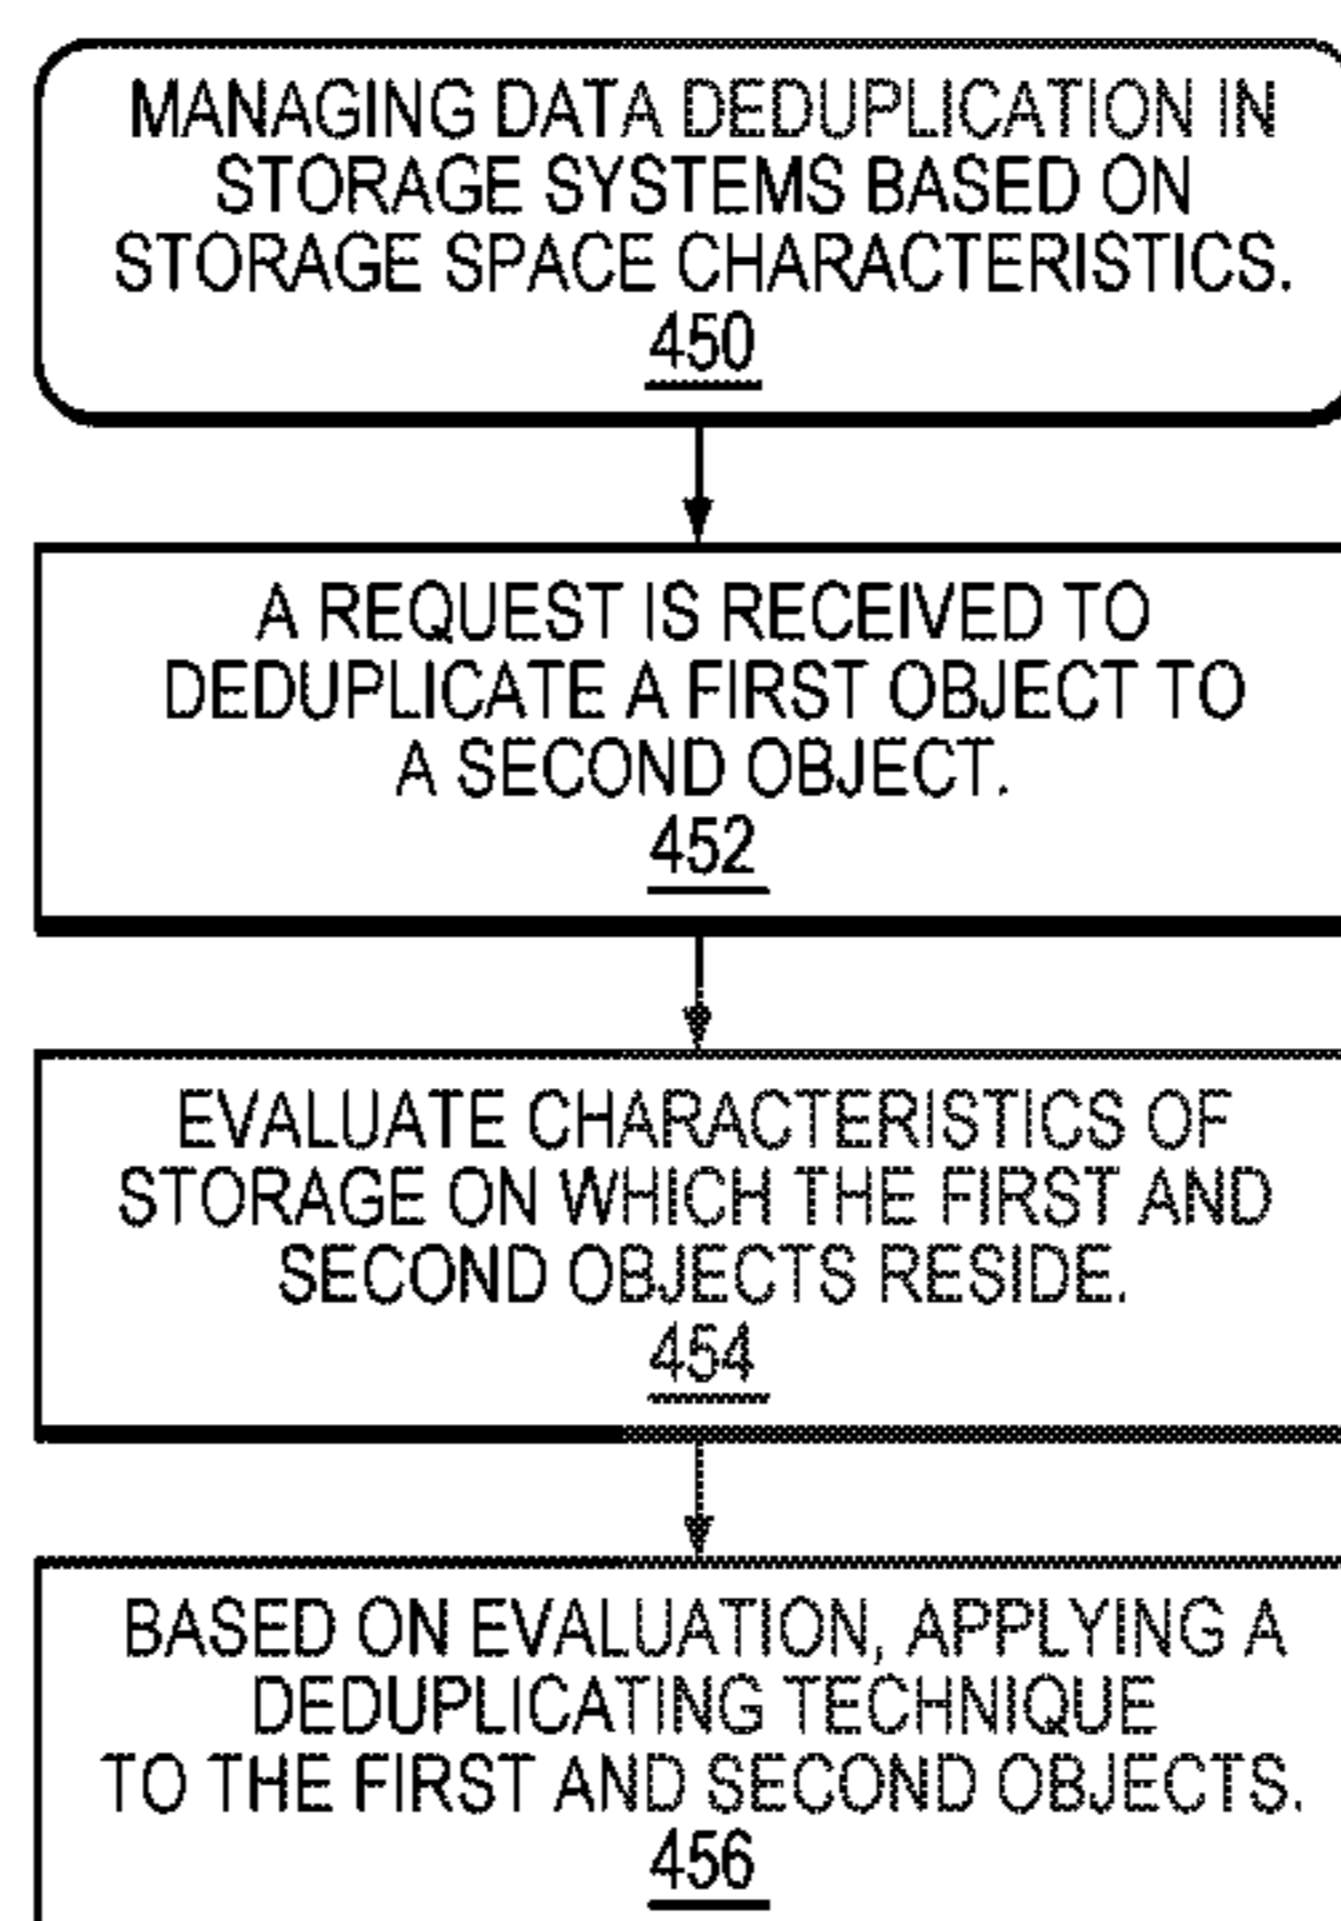 MANAGING DATA DEDUPLICATION IN
STORAGE SYSTEMS BASED ON
STORAGE SPACE CHARACTERISTICS.
450
A REQUEST IS RECEIVED TO
DEDUPLICATE A FIRST OBJECT TO
A SECOND OBJECT.
452
EVALUATE CHARACTERISTICS OF
STORAGE ON WHICH THE FIRST AND
SECOND OBJECTS RESIDE.
454
BASED ON EVALUATION, APPLYING A
DEDUPLICATING TECHNIQUE
TO THE FIRST AND SECOND OBJECTS.
456